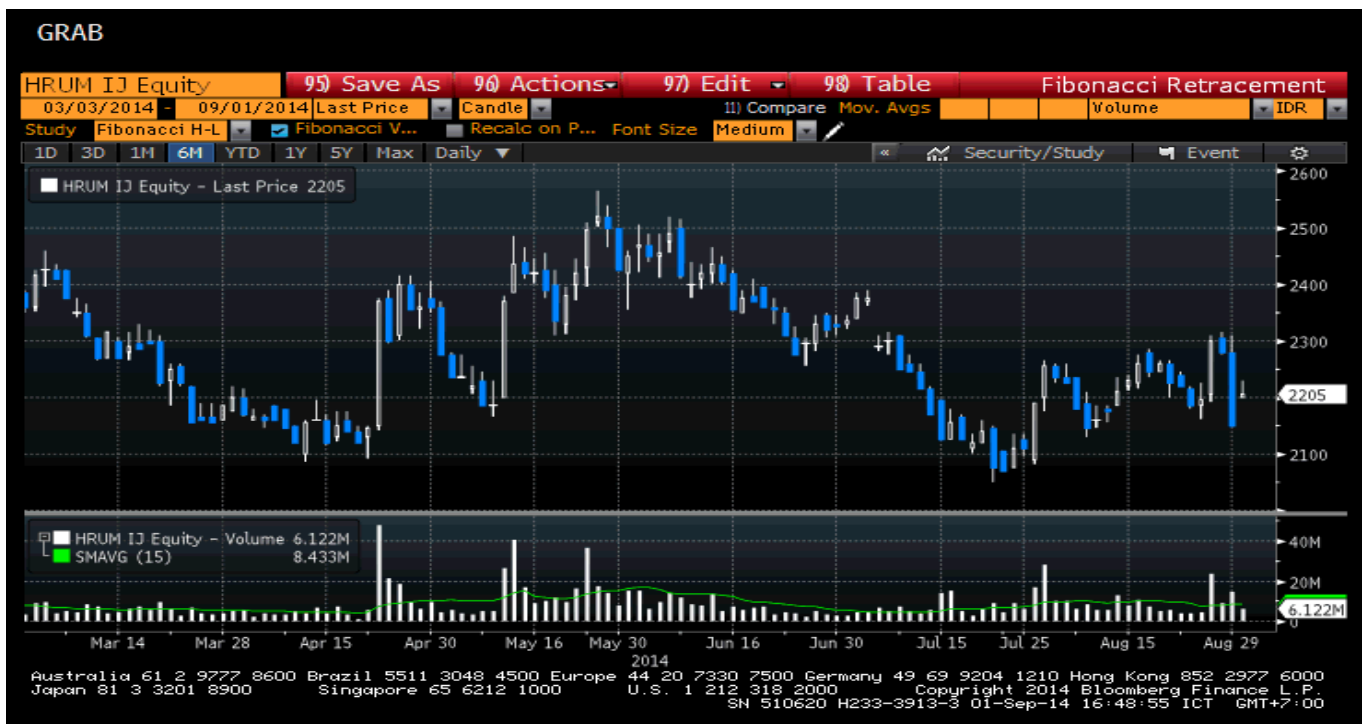 GRAB
HRUM IJ Equity 95) Save As 96) Actions 97) Edit 98) Table Fibonacci Retracement
03/03/2014 - 09/01/2014 Last Price Candle 11) Compare Mov. Avgs Volume IDR
Study Fibonacci H-L Fibonacci V... Recalc on P... Font Size Medium
1D 3D 1M 6M YTD 1Y 5Y Max Daily ▼ « Security/Study Event
HRUM IJ Equity - Last Price 2205
2600
2500
2400
2300
2205
2100
HRUM IJ Equity - Volume 6.122M
SMAVG (15) 8.433M
40M
20M
6.122M
0
Mar 14 Mar 28 Apr 15 Apr 30 May 16 May 30 Jun 16 Jun 30 Jul 15 Jul 25 Aug 15 Aug 29
2014
Australia 61 2 9777 8600 Brazil 5511 3048 4500 Europe 44 20 7330 7500 Germany 49 69 9204 1210 Hong Kong 852 2977 6000
Japan 81 3 3201 8900 Singapore 65 6212 1000 U.S. 1 212 318 2000 Copyright 2014 Bloomberg Finance L.P.
SN 510620 H233-3913-3 01-Sep-14 16:48:55 ICT GMT+7:00